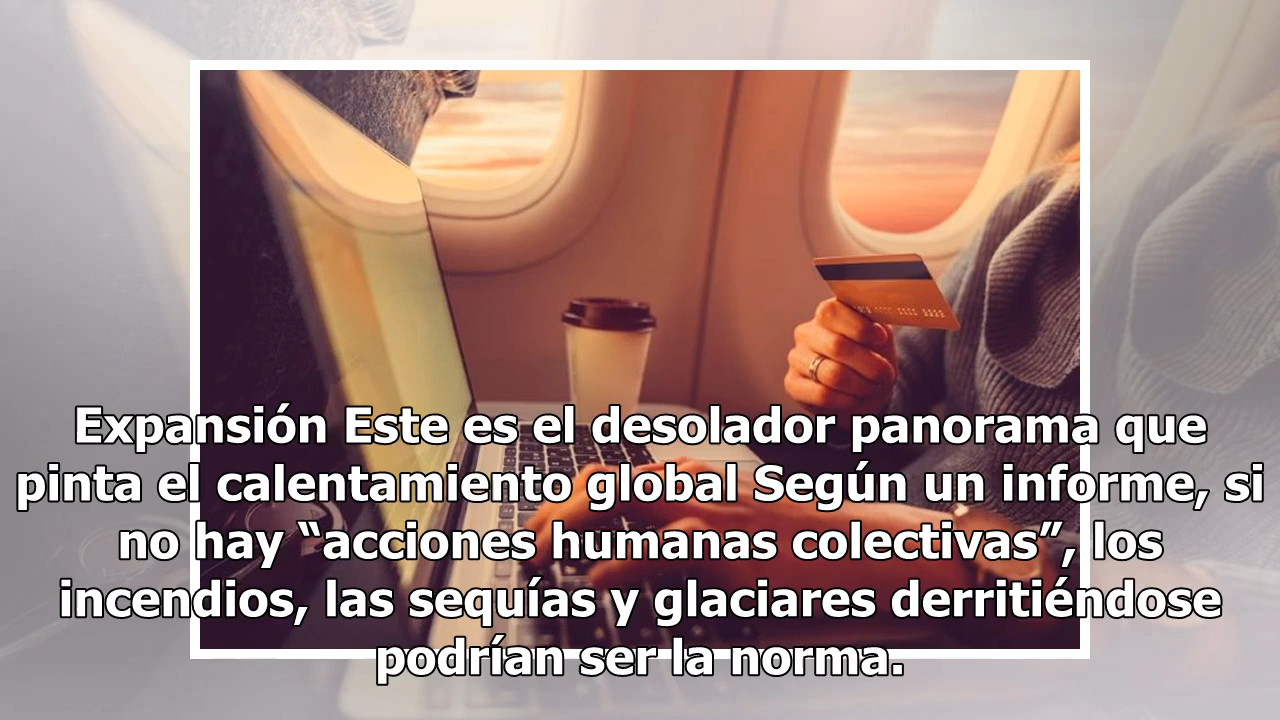 Expansión Este es el desolador panorama que
pinta el calentamiento global Según un informe, si
no hay “acciones humanas colectivas”, los
incendios, las sequías y glaciares derritiéndose
podrían ser la norma.